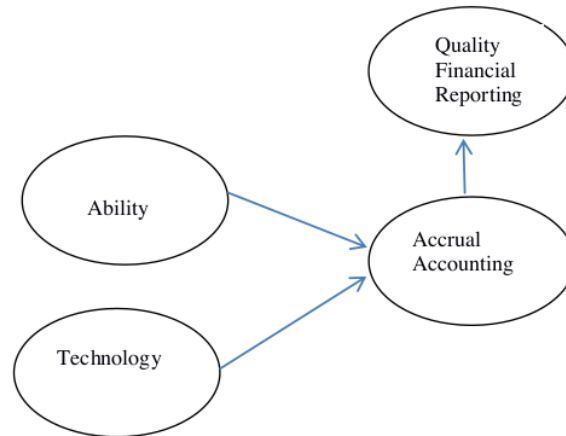 Quality
Financial
Reporting
Ability
Accrual
Accounting
Technology